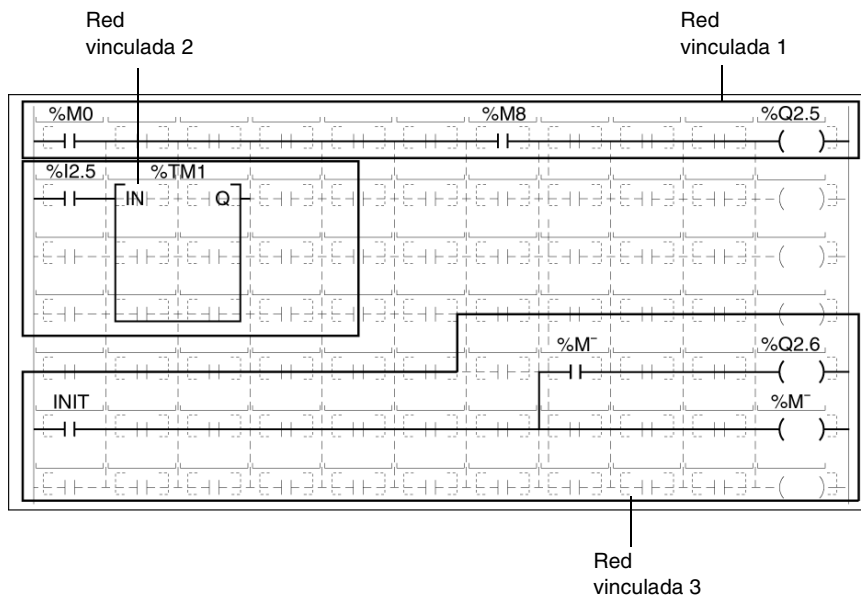 Red
vinculada 2
Red
vinculada 1
%M0 %M8 %Q2.5
%I2.5 %TM1
IN Q
%M¯ %Q2.6
INIT %M¯
Red
vinculada 3